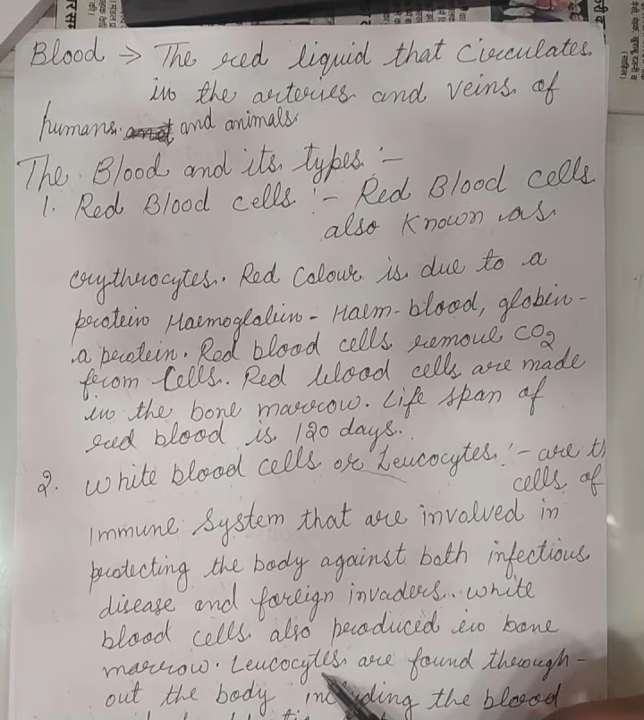 Blood → The red liquid that Circulates
in the arteries and veins of
humans and animals
The Blood and its types :-
1. Red Blood cells :- Red Blood cells
also Known as
erythrocytes. Red Colour is due to a
protein Haemoglobin - Haem-blood, globin-
a protein. Red blood cells remove CO2
from Cells. Red blood cells are made
in the bone marrow. Life span of
red blood is 120 days.
2. White blood cells or Leucocytes :- are th
cells of
Immune System that are involved in
protecting the body against both infectious
disease and foreign invaders. white
blood cells also produced in bone
marrow. Leucocytes are found through-
out the body including the blood